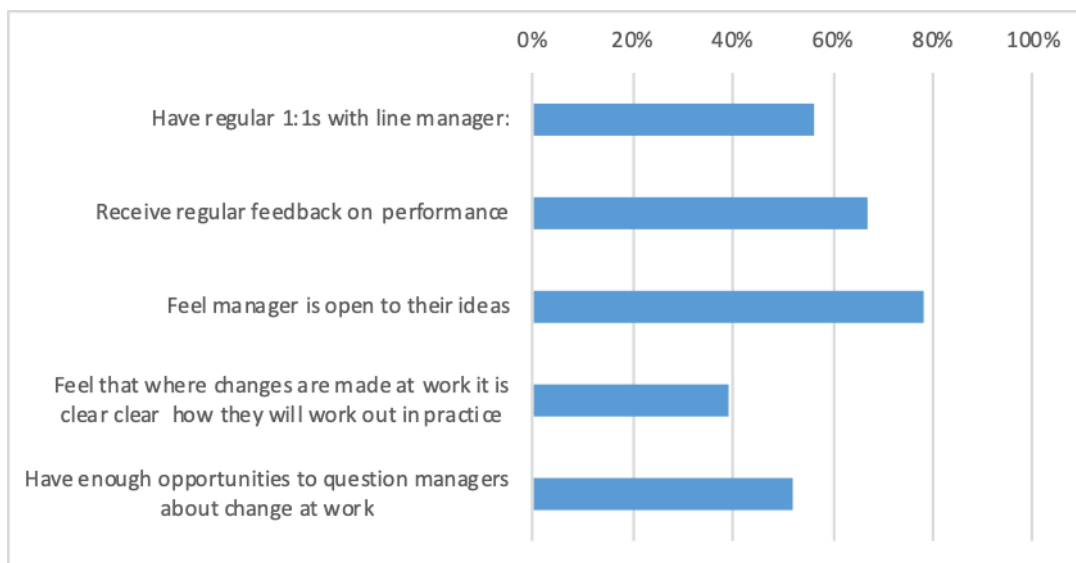 0% 20% 40% 60% 80% 100%
Have regular 1:1s with line manager:
Receive regular feedback on performance
Feel manager is open to their ideas
Feel that where changes are made at work it is
clear clear how they will work out in practice
Have enough opportunities to question managers
about change at work